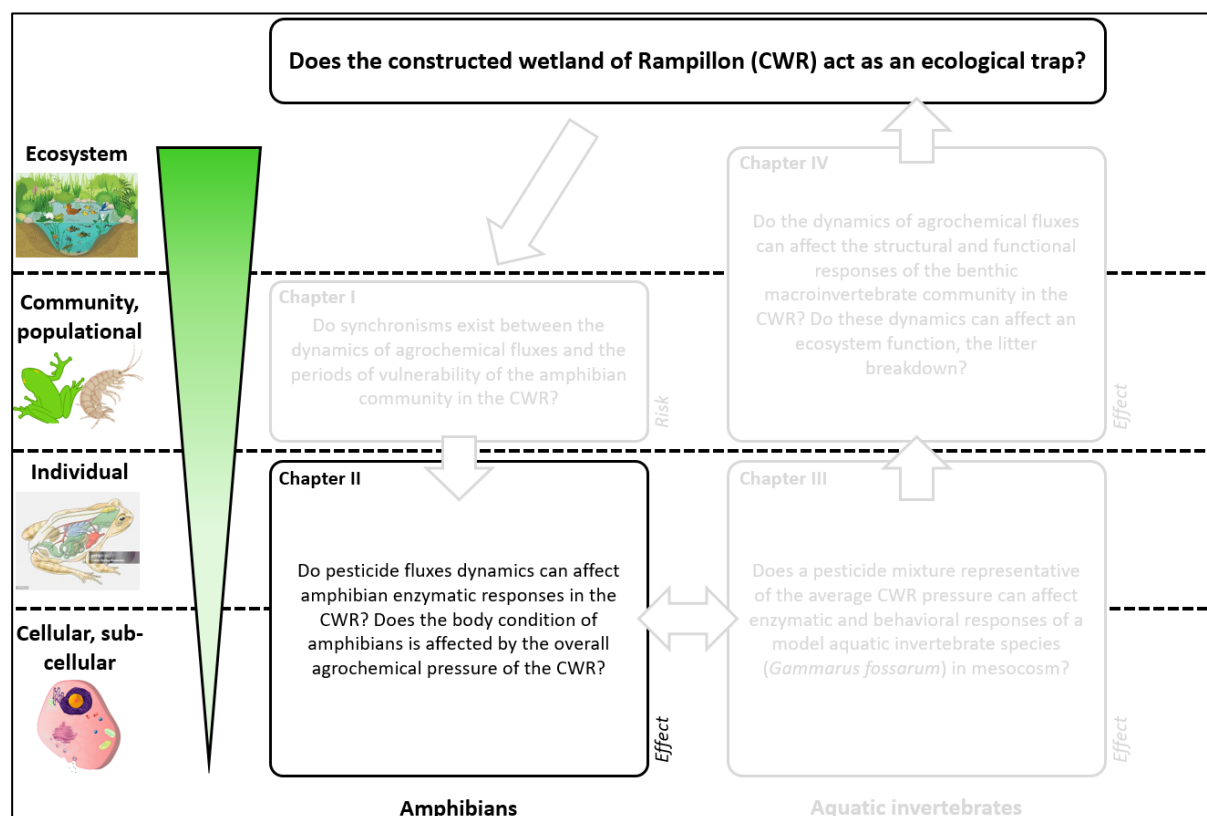 Does the constructed wetland of Rampillon (CWR) act as an ecological trap?
Ecosystem
Community,
populational
Individual
Cellular, sub-
cellular
Chapter I
Do synchronisms exist between the
dynamics of agrochemical fluxes and the
periods of vulnerability of the amphibian
community in the CWR?
Risk
Chapter II
Do pesticide fluxes dynamics can affect
amphibian enzymatic responses in the
CWR? Does the body condition of
amphibians is affected by the overall
agrochemical pressure of the CWR?
Effect
Amphibians
Chapter IV
Do the dynamics of agrochemical fluxes
can affect the structural and functional
responses of the benthic
macroinvertebrate community in the
CWR? Do these dynamics can affect an
ecosystem function, the litter
breakdown?
Effect
Chapter III
Does a pesticide mixture representative
of the average CWR pressure can affect
enzymatic and behavioral responses of a
model aquatic invertebrate species
(Gammarus fossarum) in mesocosm?
Effect
Aquatic invertebrates